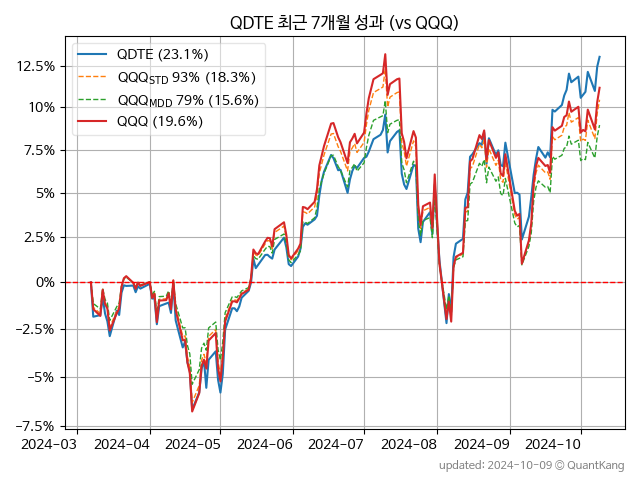 QDTE 최근 7개월 성과 (vs QQQ)
QDTE (23.1%)
QQQSTD 93% (18.3%)
QQQMDD 79% (15.6%)
QQQ (19.6%)
12.5%
10%
7.5%
5%
2.5%
0%
−2.5%
−5%
−7.5%
2024-03 2024-04 2024-05 2024-06 2024-07 2024-08 2024-09 2024-10
updated: 2024-10-09 © QuantKang